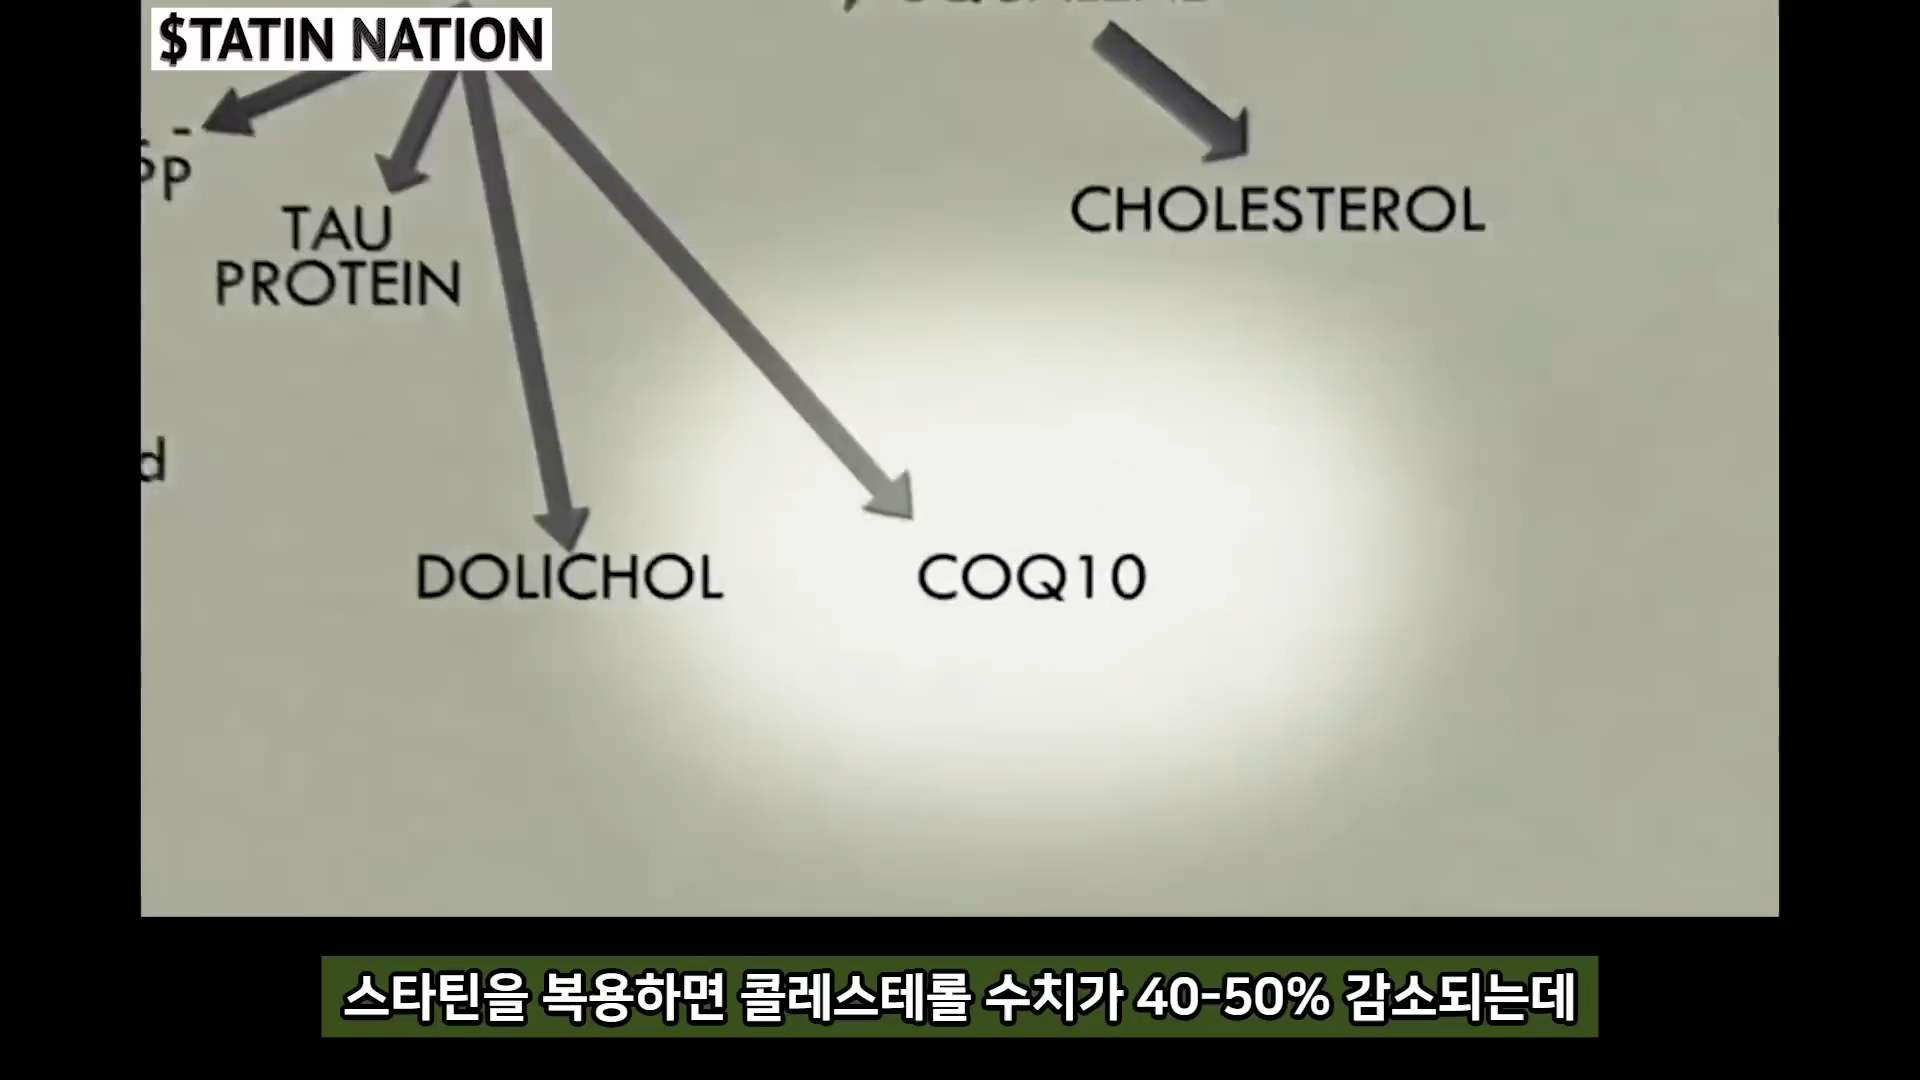 $TATIN NATION
TAU
PROTEIN
CHOLESTEROL
DOLICHOL
COQ10
스타틴을 복용하면 콜레스테롤 수치가 40-50% 감소되는데